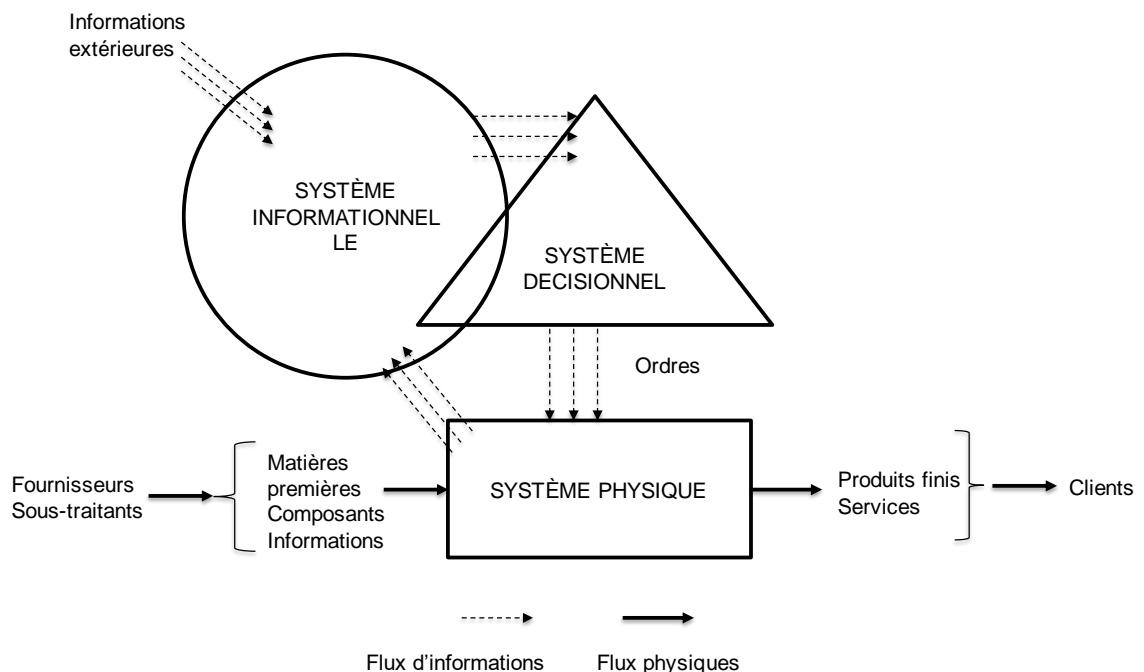 Informations
extérieures
SYSTÈME
INFORMATIONNEL
LE
SYSTÈME
DECISIONNEL
Ordres
Fournisseurs
Sous-traitants
Matières
premières
Composants
Informations
SYSTÈME PHYSIQUE
Produits finis
Services
Clients
Flux d’informations
Flux physiques